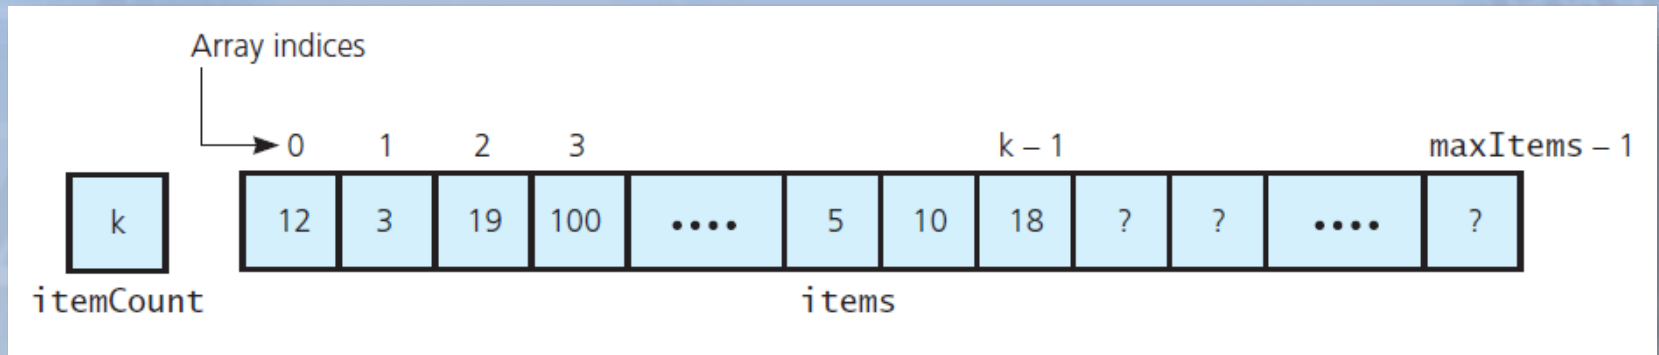 Array indices
0 1 2 3 k – 1 maxItems – 1
k 12 3 19 100 •••• 5 10 18 ? ? •••• ?
itemCount items